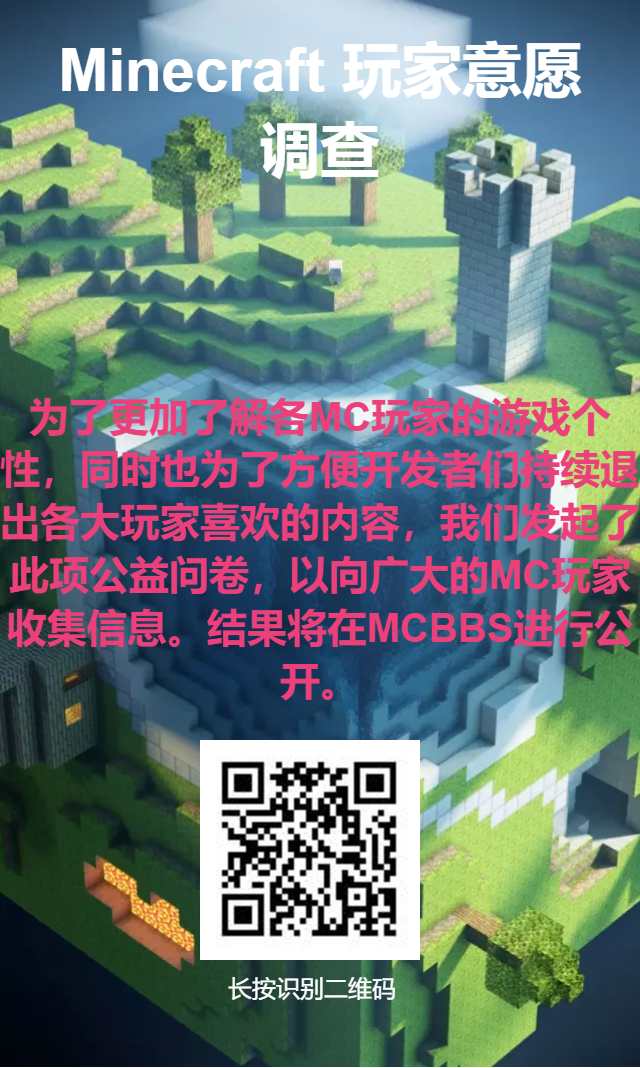 Minecraft 玩家意愿
调查
为了更加了解各MC玩家的游戏个
性，同时也为了方便开发者们持续退
出各大玩家喜欢的内容，我们发起了
此项公益问卷，以向广大的MC玩家
收集信息。结果将在MCBBS进行公
开。
长按识别二维码